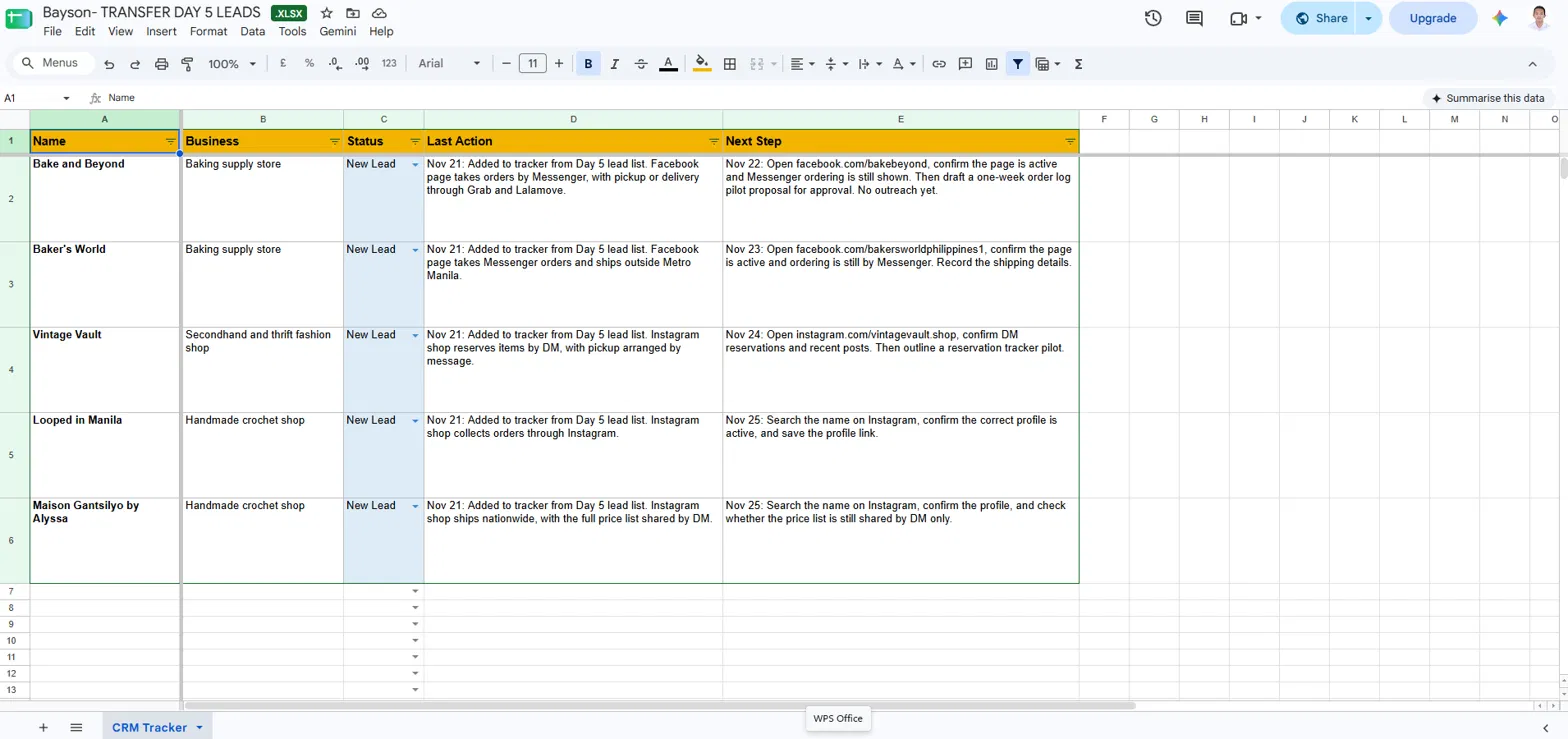 Bayson- TRANSFER DAY 5 LEADS .XLSX
File Edit View Insert Format Data Tools Gemini Help
Share Upgrade
Menus 100% £ % .0 .00 123 Arial 11 B I A Σ
A1 fx Name
Summarise this data
A B C D E F G H I J K L M N O
1 Name Business Status Last Action Next Step
2
Bake and Beyond
Baking supply store
New Lead
Nov 21: Added to tracker from Day 5 lead list. Facebook
page takes orders by Messenger, with pickup or delivery
through Grab and Lalamove.
Nov 22: Open facebook.com/bakebeyond, confirm the page is active
and Messenger ordering is still shown. Then draft a one-week order log
pilot proposal for approval. No outreach yet.
3
Baker's World
Baking supply store
New Lead
Nov 21: Added to tracker from Day 5 lead list. Facebook
page takes Messenger orders and ships outside Metro
Manila.
Nov 23: Open facebook.com/bakersworldphilippines1, confirm the page
is active and ordering is still by Messenger. Record the shipping details.
4
Vintage Vault
Secondhand and thrift fashion
shop
New Lead
Nov 21: Added to tracker from Day 5 lead list. Instagram
shop reserves items by DM, with pickup arranged by
message.
Nov 24: Open instagram.com/vintagevault.shop, confirm DM
reservations and recent posts. Then outline a reservation tracker pilot.
5
Looped in Manila
Handmade crochet shop
New Lead
Nov 21: Added to tracker from Day 5 lead list. Instagram
shop collects orders through Instagram.
Nov 25: Search the name on Instagram, confirm the correct profile is
active, and save the profile link.
6
Maison Gantsilyo by
Alyssa
Handmade crochet shop
New Lead
Nov 21: Added to tracker from Day 5 lead list. Instagram
shop ships nationwide, with the full price list shared by DM.
Nov 25: Search the name on Instagram, confirm the profile, and check
whether the price list is still shared by DM only.
7
8
9
10
11
12
13
WPS Office
CRM Tracker